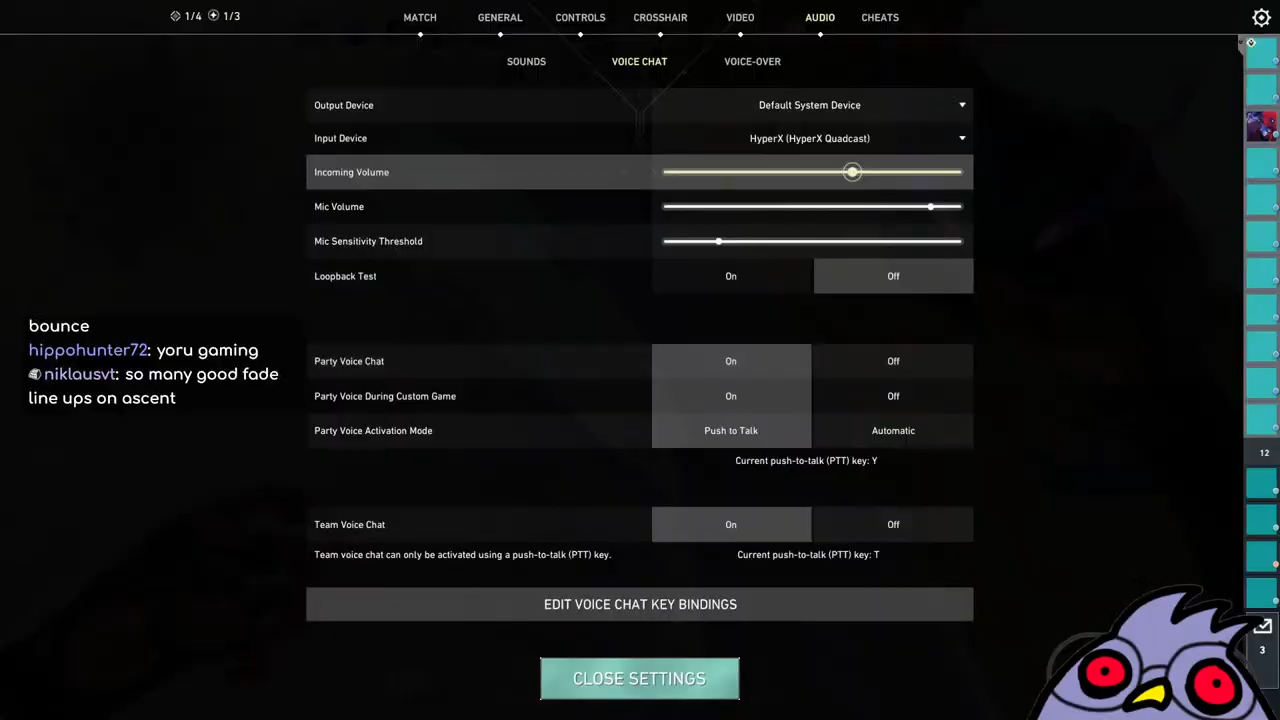 1/4 1/3
MATCH GENERAL CONTROLS CROSSHAIR VIDEO AUDIO CHEATS
SOUNDS VOICE CHAT VOICE-OVER
Output Device Default System Device
Input Device HyperX (HyperX Quadcast)
Incoming Volume
Mic Volume
Mic Sensitivity Threshold
Loopback Test On Off
bounce
hippohunter72: yoru gaming
niklausvt: so many good fade
line ups on ascent
Party Voice Chat On Off
Party Voice During Custom Game On Off
Party Voice Activation Mode Push to Talk Automatic
Current push-to-talk (PTT) key: Y
12
Team Voice Chat On Off
Team voice chat can only be activated using a push-to-talk (PTT) key. Current push-to-talk (PTT) key: T
EDIT VOICE CHAT KEY BINDINGS
3
CLOSE SETTINGS